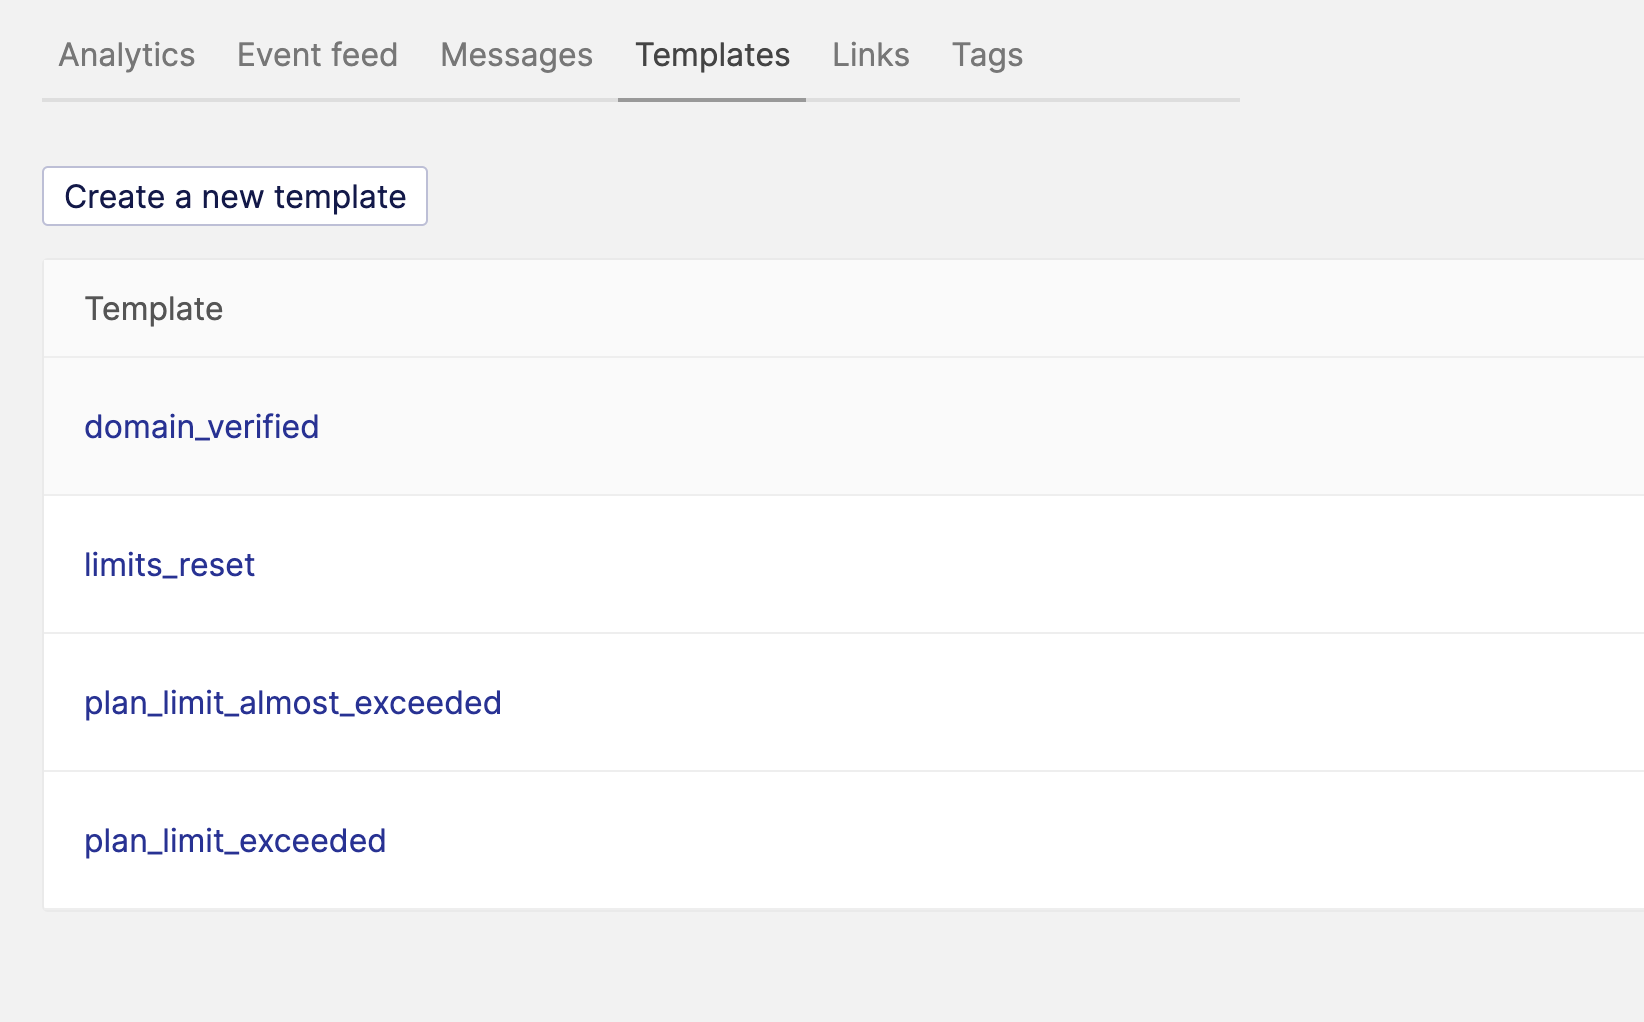 Analytics Event feed Messages Templates Links Tags
Create a new template
Template
domain_verified
limits_reset
plan_limit_almost_exceeded
plan_limit_exceeded